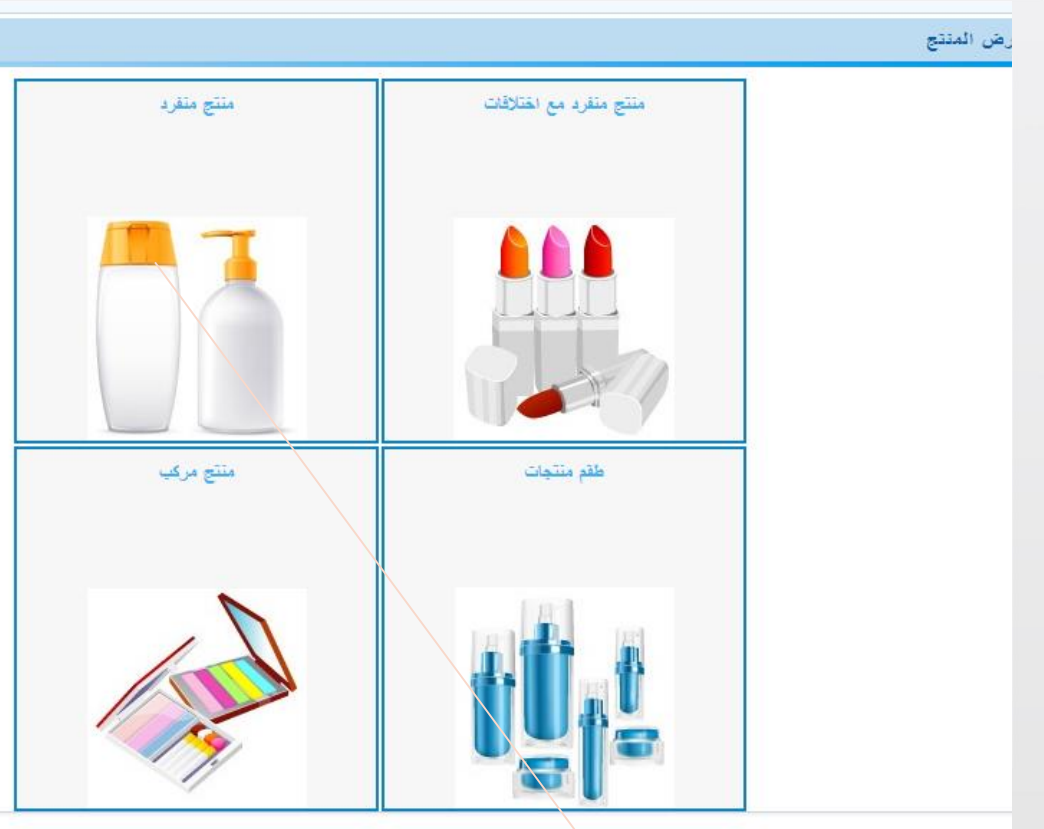 رض المنتج
منتج منفرد مع اختلافات
منتج منفرد
طقم منتجات
منتج مركب